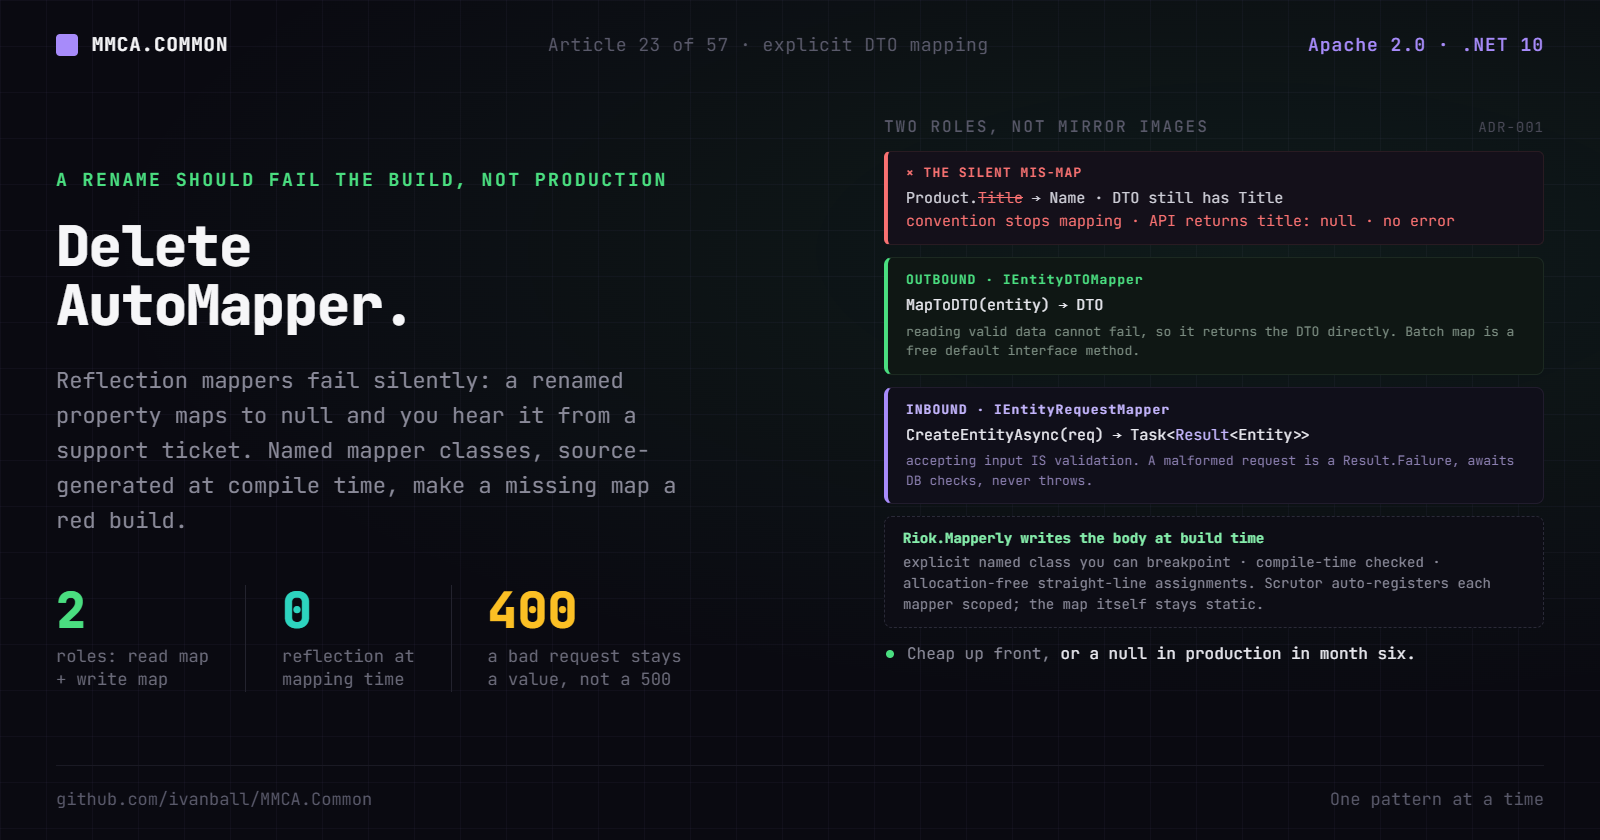 MMCA.COMMON
Article 23 of 57 · explicit DTO mapping
Apache 2.0 · .NET 10
A RENAME SHOULD FAIL THE BUILD, NOT PRODUCTION
Delete
AutoMapper.
Reflection mappers fail silently: a renamed
property maps to null and you hear it from a
support ticket. Named mapper classes, source-
generated at compile time, make a missing map a
red build.
2
roles: read map
+ write map
0
reflection at
mapping time
400
a bad request stays
a value, not a 500
TWO ROLES, NOT MIRROR IMAGES
ADR-001
× THE SILENT MIS-MAP
Product.Title → Name · DTO still has Title
convention stops mapping · API returns title: null · no error
OUTBOUND · IEntityDTOMapper
MapToDTO(entity) → DTO
reading valid data cannot fail, so it returns the DTO directly. Batch map is a
free default interface method.
INBOUND · IEntityRequestMapper
CreateEntityAsync(req) → Task<Result<Entity>>
accepting input IS validation. A malformed request is a Result.Failure, awaits
DB checks, never throws.
Riok.Mapperly writes the body at build time
explicit named class you can breakpoint · compile-time checked ·
allocation-free straight-line assignments. Scrutor auto-registers each
mapper scoped; the map itself stays static.
Cheap up front, or a null in production in month six.
github.com/ivanball/MMCA.Common
One pattern at a time